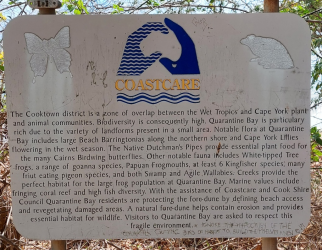 COASTCARE
The Cooktown district is a zone of overlap between the Wet Tropics and Cape York plant
and animal communities. Biodiversity is consequently high. Quarantine Bay is particularly
rich due to the variety of landforms present in a small area. Notable flora at Quarantine
Bay includes large Beach Barringtonias along the northern shore and Cape York Lilies
flowering in the wet season. The Native Dutchman's Pipes provide essential plant food for
the many Cairns Birdwing butterflies. Other notable fauna includes White-lipped Tree
frogs, a range of goanna species, Papuan Frogmouths, at least 6 Kingfisher species; many
fruit eating pigeon species, and both Swamp and Agile Wallabies. Creeks provide the
perfect habitat for the large frog population at Quarantine Bay. Marine values include
fringing coral reef and high fish diversity. With the assistance of Coastcare and Cook Shire
Council Quarantine Bay residents are protecting the fore-dune by defining beach access
and revegetating damaged areas. A natural fore-dune helps contain erosion and provides
essential habitat for wildlife. Visitors to Quarantine Bay are asked to respect this
fragile environment.